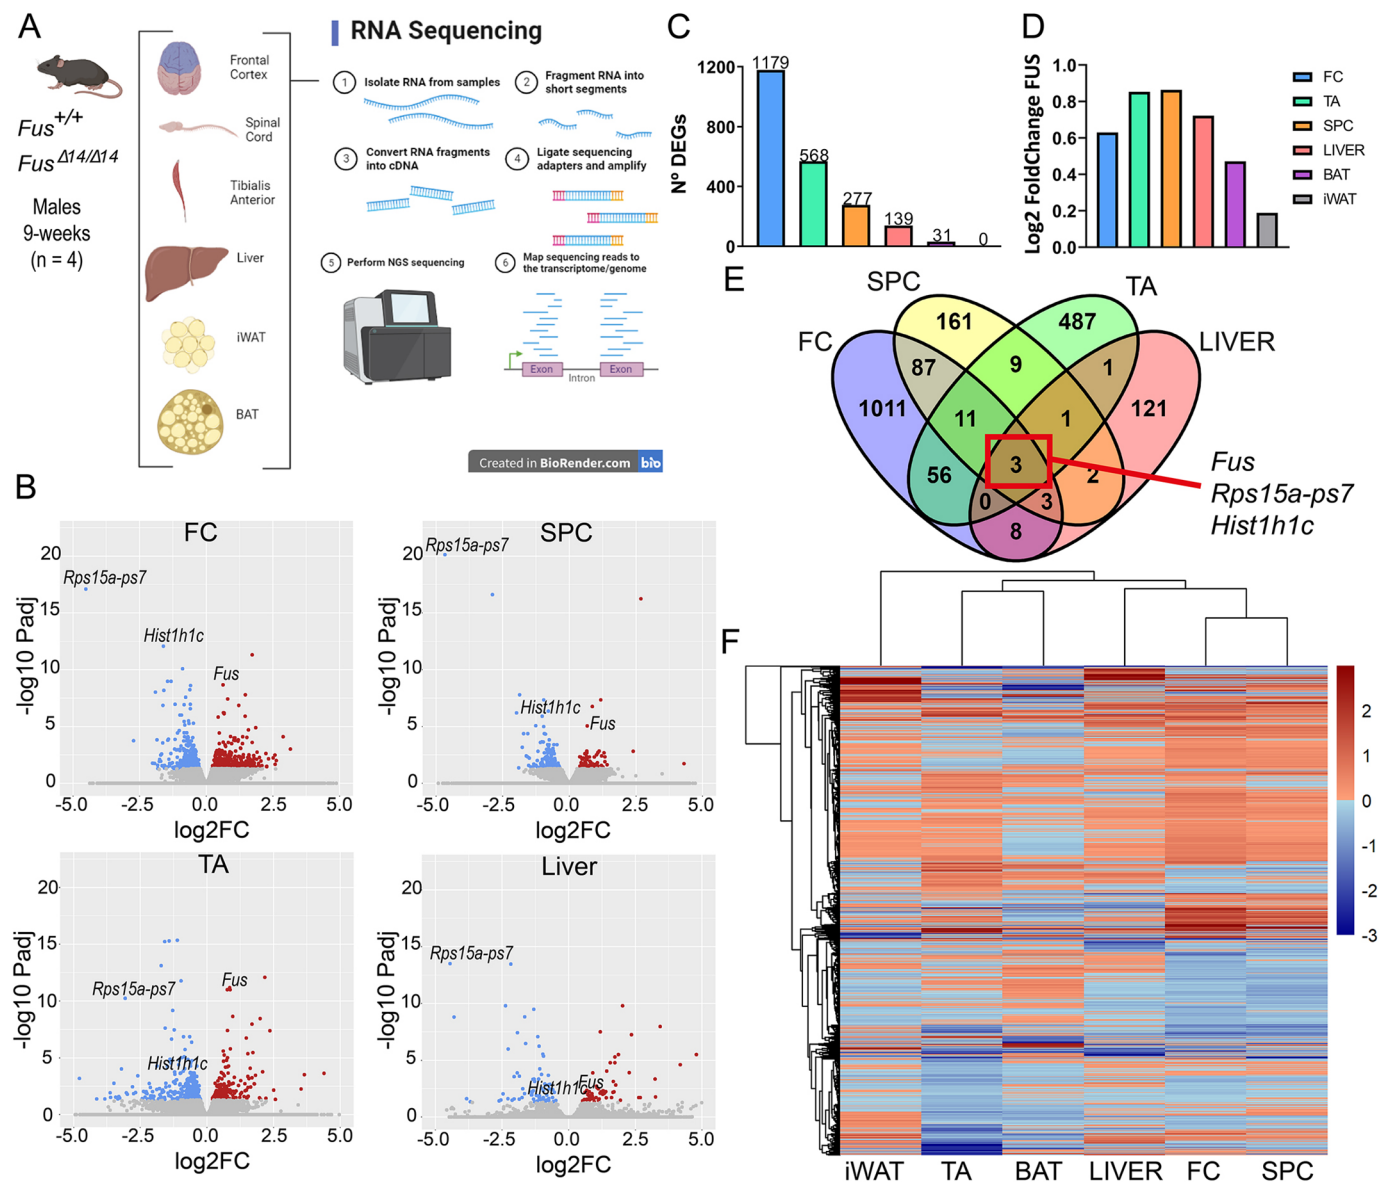 A
Fus+/+
FusΔ14/Δ14
Males
9-weeks
(n = 4)
Frontal
Cortex
Spinal
Cord
Tibialis
Anterior
Liver
iWAT
BAT
RNA Sequencing
1 Isolate RNA from samples
2 Fragment RNA into
short segments
3 Convert RNA fragments
into cDNA
4 Ligate sequencing
adapters and amplify
5 Perform NGS sequencing
6 Map sequencing reads to
the transcriptome/genome
Exon
Intron
Exon
Created in BioRender.com bio
B
FC
20
15
10
5
0
-log10 Padj
Rps15a-ps7
Hist1h1c
Fus
-5.0 -2.5 0.0 2.5 5.0
log2FC
SPC
20
15
10
5
0
-log10 Padj
Rps15a-ps7
Hist1h1c
Fus
-5.0 -2.5 0.0 2.5 5.0
log2FC
TA
20
15
10
5
0
-log10 Padj
Rps15a-ps7
Fus
Hist1h1c
-5.0 -2.5 0.0 2.5 5.0
log2FC
Liver
20
15
10
5
0
-log10 Padj
Rps15a-ps7
Hist1h1c
Fus
-5.0 -2.5 0.0 2.5 5.0
log2FC
C
Nº DEGs
1200
800
400
0
1179
568
277
139
31
0
D
Log2 FoldChange FUS
1.0
0.8
0.6
0.4
0.2
0.0
FC
TA
SPC
LIVER
BAT
iWAT
E
SPC
TA
FC
LIVER
161
487
87
9
1
1011
11
1
121
56
3
2
0
3
8
Fus
Rps15a-ps7
Hist1h1c
F
2
1
0
-1
-2
-3
iWAT TA BAT LIVER FC SPC